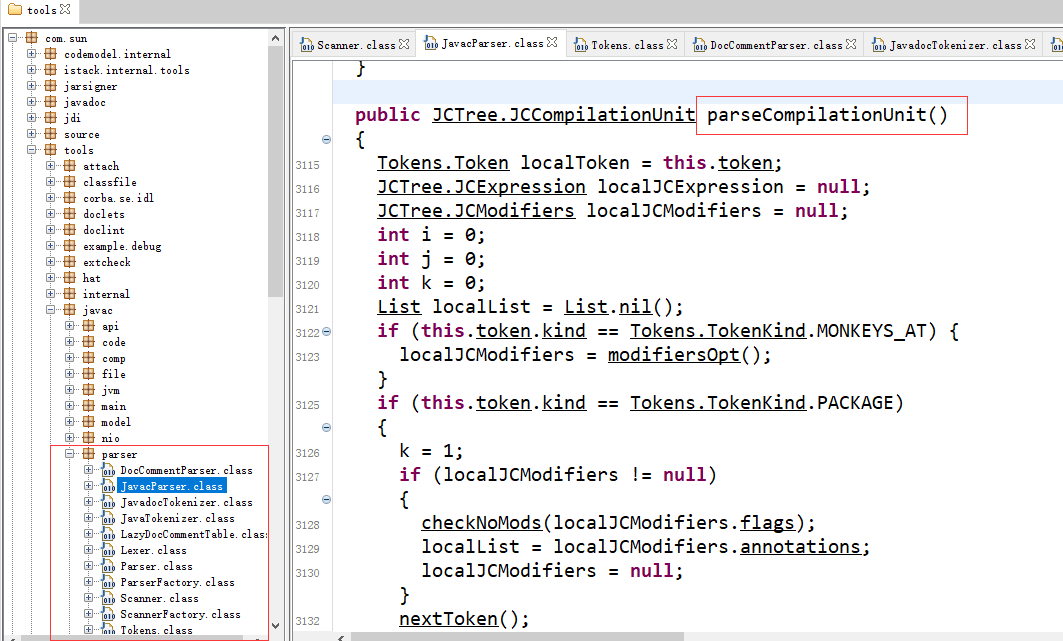 tools
com.sun
codemodel.internal
istack.internal.tools
jarsigner
javadoc
jdi
source
tools
attach
classfile
corba.se.idl
doclets
doclint
example.debug
extcheck
hat
internal
javac
api
code
comp
file
jvm
main
model
nio
parser
DocCommentParser.class
JavacParser.class
JavadocTokenizer.class
JavaTokenizer.class
LazyDocCommentTable.clas
Lexer.class
Parser.class
ParserFactory.class
Scanner.class
ScannerFactory.class
Tokens.class
Scanner.class JavacParser.class Tokens.class DocCommentParser.class JavadocTokenizer.class
}
public JCTree.JCCompilationUnit parseCompilationUnit()
{
3115 Tokens.Token localToken = this.token;
3116 JCTree.JCExpression localJCExpression = null;
3117 JCTree.JCModifiers localJCModifiers = null;
3118 int i = 0;
3119 int j = 0;
3120 int k = 0;
3121 List localList = List.nil();
3122 if (this.token.kind == Tokens.TokenKind.MONKEYS_AT) {
3123 localJCModifiers = modifiersOpt();
}
3125 if (this.token.kind == Tokens.TokenKind.PACKAGE)
{
3126 k = 1;
3127 if (localJCModifiers != null)
{
3128 checkNoMods(localJCModifiers.flags);
3129 localList = localJCModifiers.annotations;
3130 localJCModifiers = null;
}
3132 nextToken();